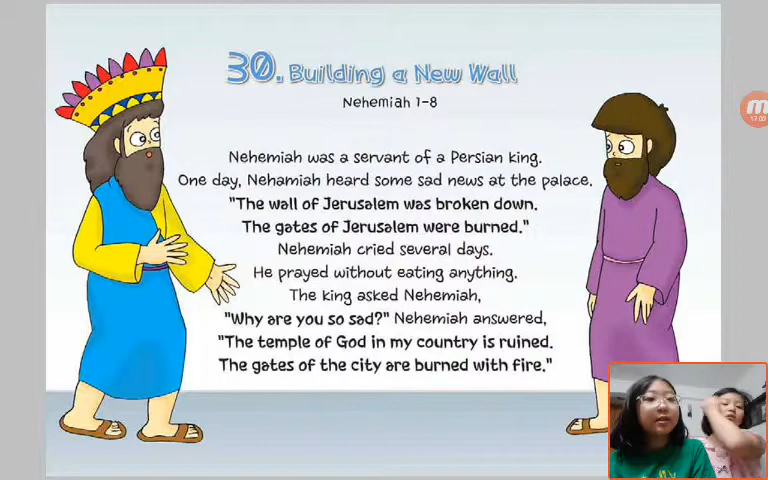 30. Building a New Wall
Nehemiah 1-8
Nehemiah was a servant of a Persian king.
One day, Nehamiah heard some sad news at the palace.
"The wall of Jerusalem was broken down.
The gates of Jerusalem were burned."
Nehemiah cried several days.
He prayed without eating anything.
The king asked Nehemiah,
"Why are you so sad?" Nehemiah answered,
"The temple of God in my country is ruined.
The gates of the city are burned with fire."
M
17:00